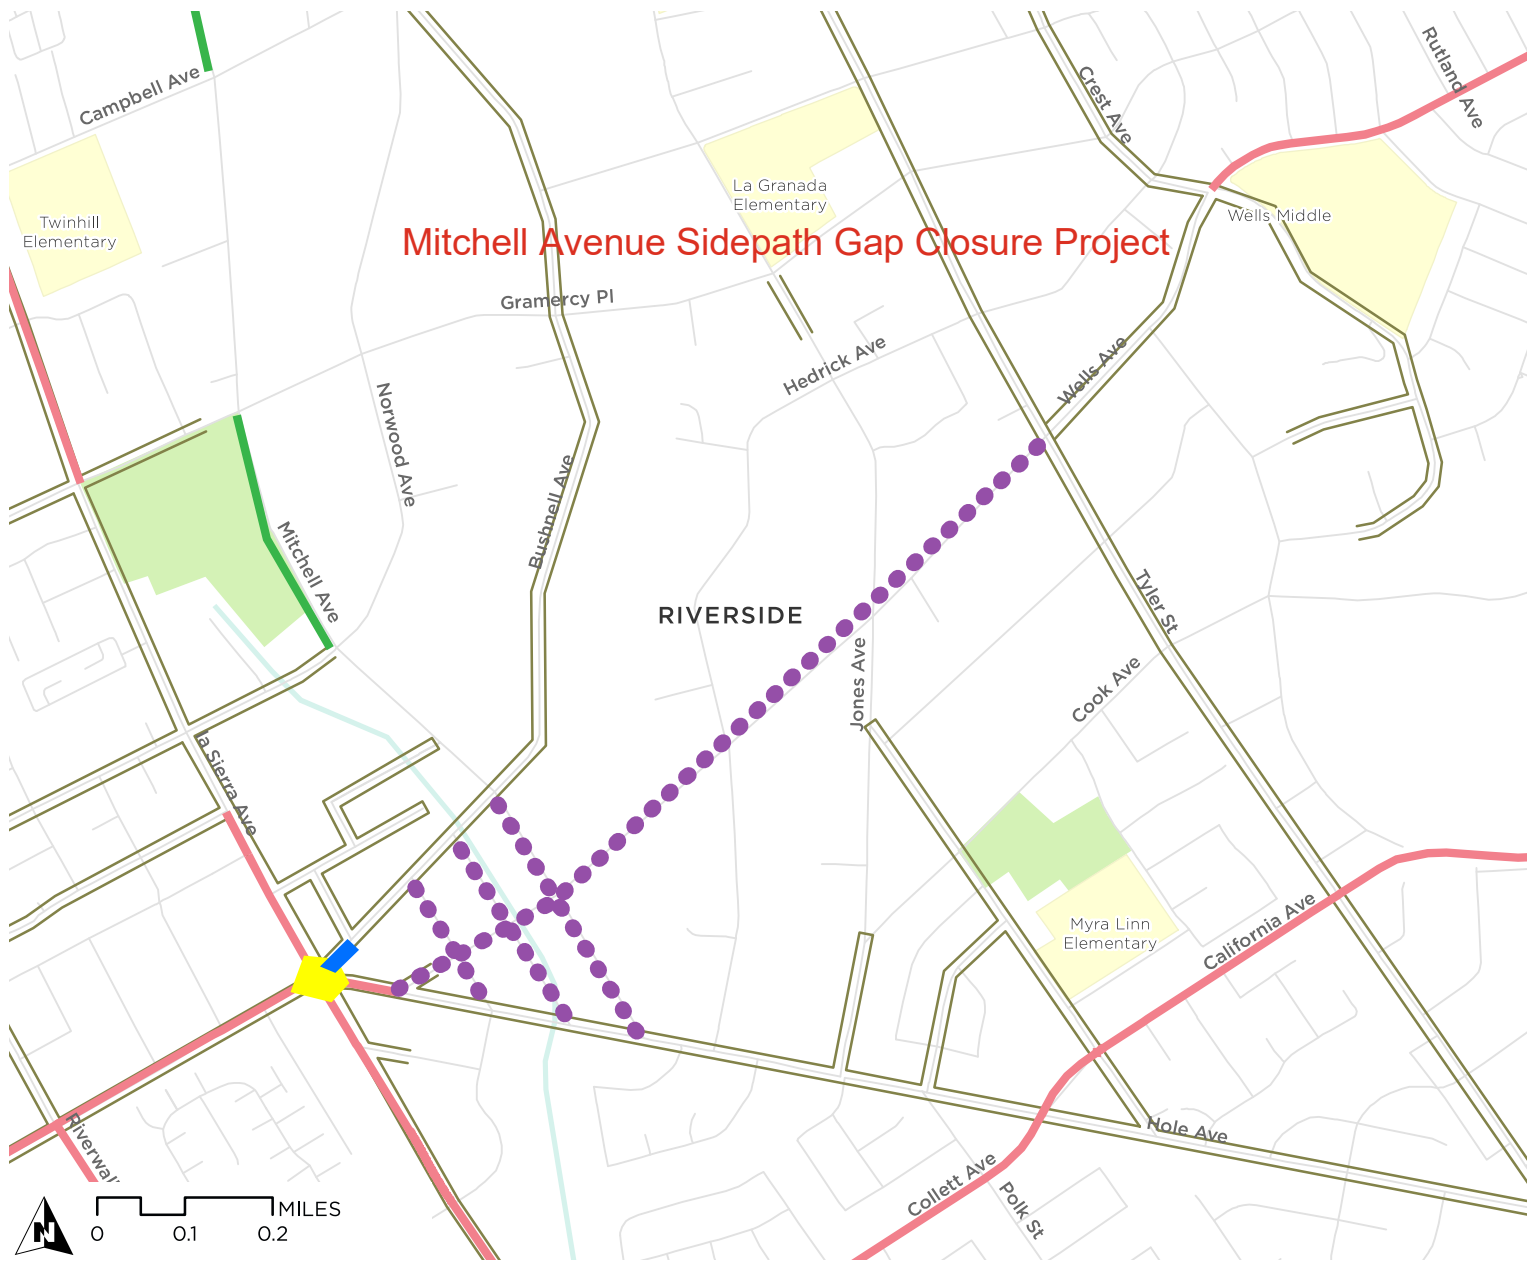 Rutland Ave
Campbell Ave
Crest Ave
La Granada
Elementary
Twinhill
Elementary
Wells Middle
Mitchell Avenue Sidepath Gap Closure Project
Gramercy Pl
Hedrick Ave
Wells Ave
Norwood Ave
Bushnell Ave
Mitchell Ave
RIVERSIDE
Tyler St
Jones Ave
Cook Ave
la Sierra Ave
Myra Linn
Elementary
California Ave
Riverwalk
Hole Ave
Collett Ave
Polk St
N
MILES
0 0.1 0.2